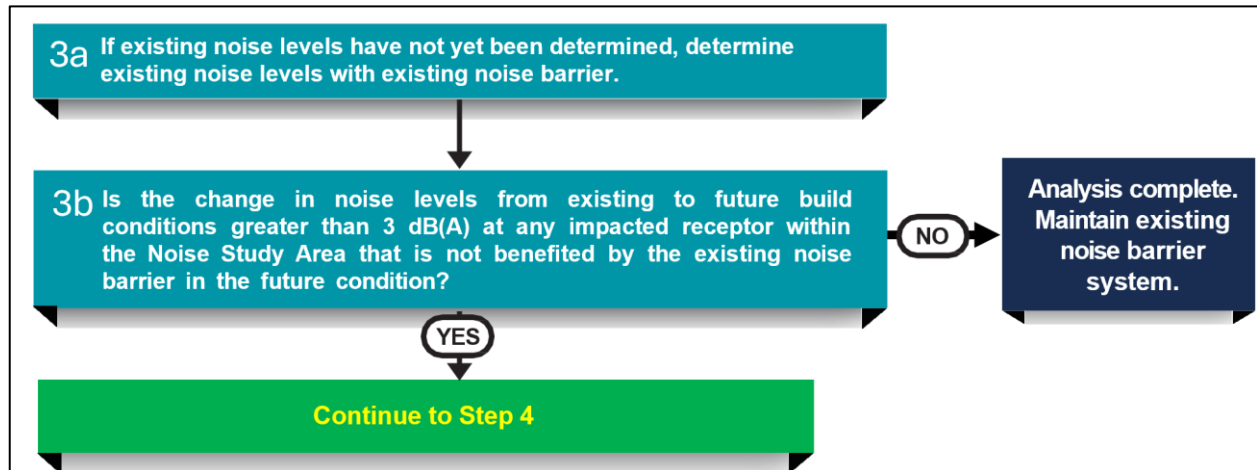 3a If existing noise levels have not yet been determined, determine
existing noise levels with existing noise barrier.
3b Is the change in noise levels from existing to future build
conditions greater than 3 dB(A) at any impacted receptor within
the Noise Study Area that is not benefited by the existing noise
barrier in the future condition?
NO
Analysis complete.
Maintain existing
noise barrier
system.
YES
Continue to Step 4